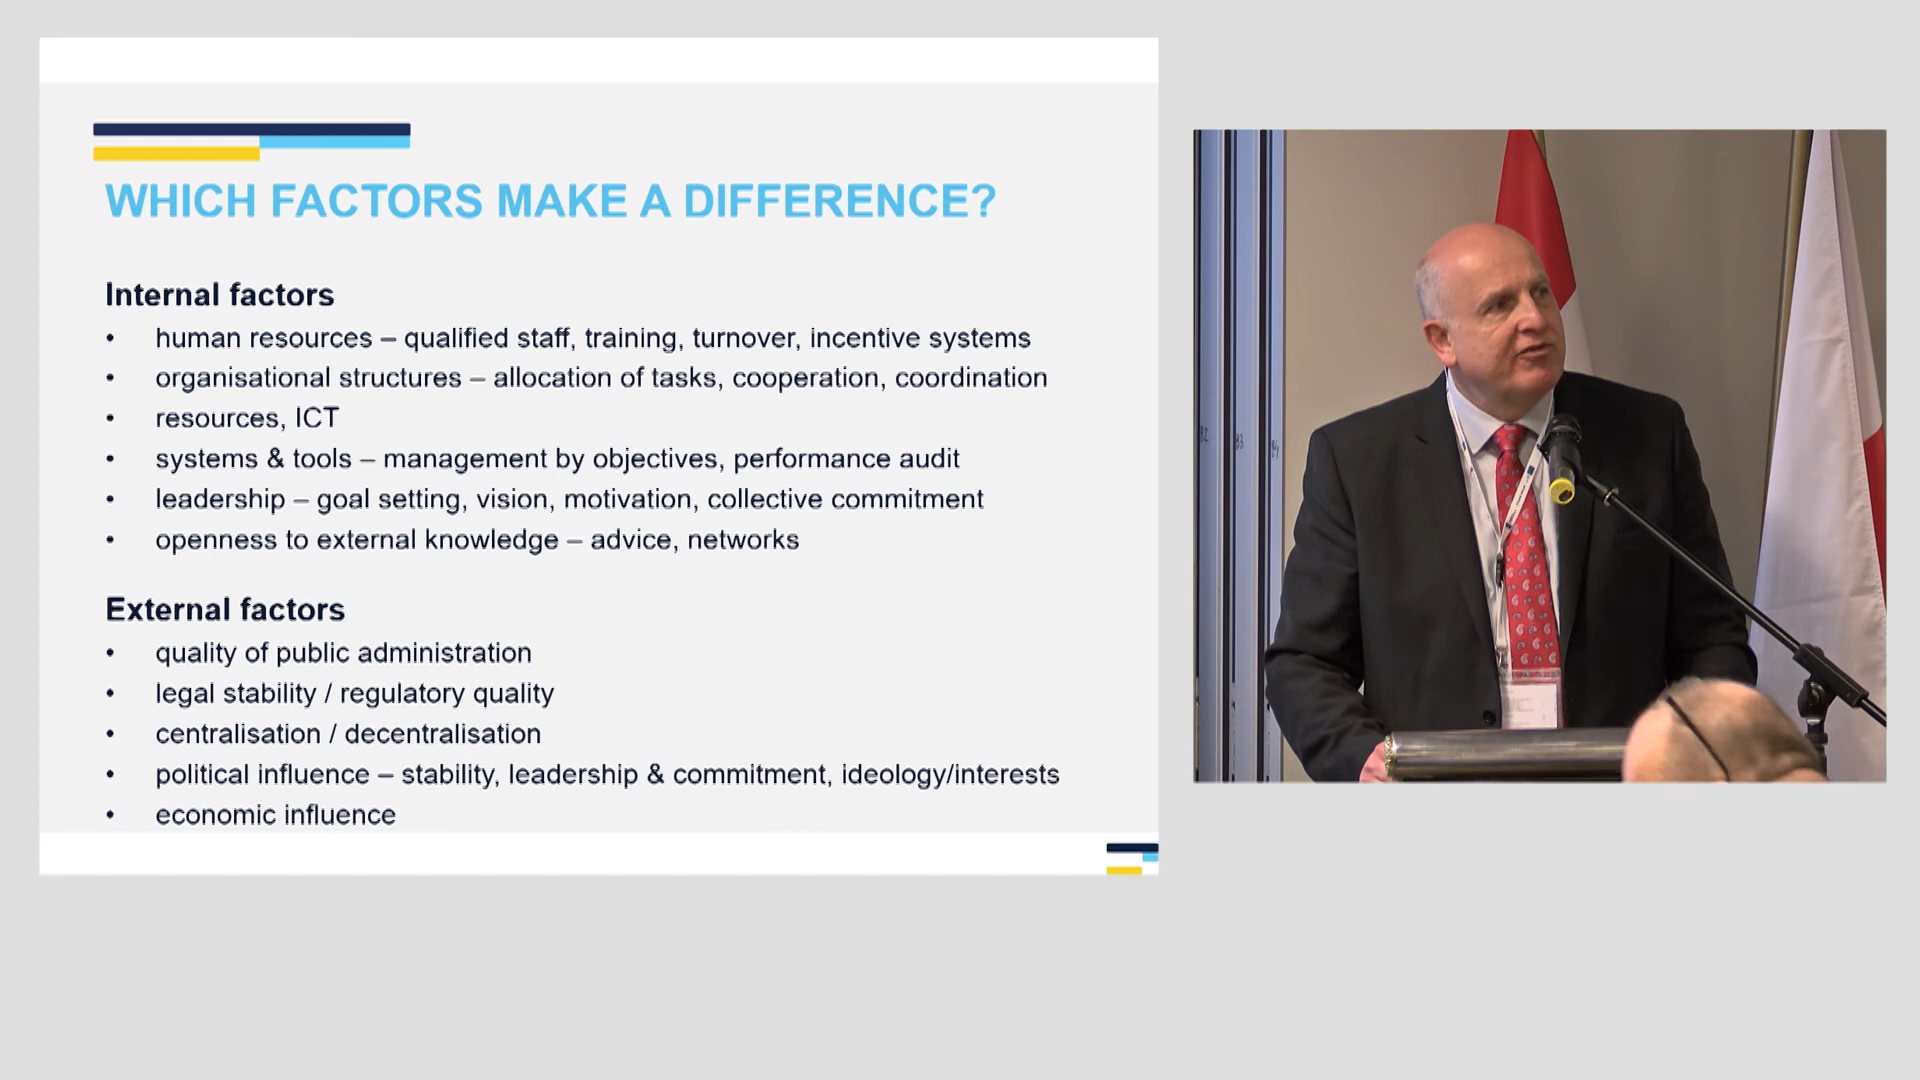 WHICH FACTORS MAKE A DIFFERENCE?
Internal factors
• human resources – qualified staff, training, turnover, incentive systems
• organisational structures – allocation of tasks, cooperation, coordination
• resources, ICT
• systems & tools – management by objectives, performance audit
• leadership – goal setting, vision, motivation, collective commitment
• openness to external knowledge – advice, networks
External factors
• quality of public administration
• legal stability / regulatory quality
• centralisation / decentralisation
• political influence – stability, leadership & commitment, ideology/interests
• economic influence